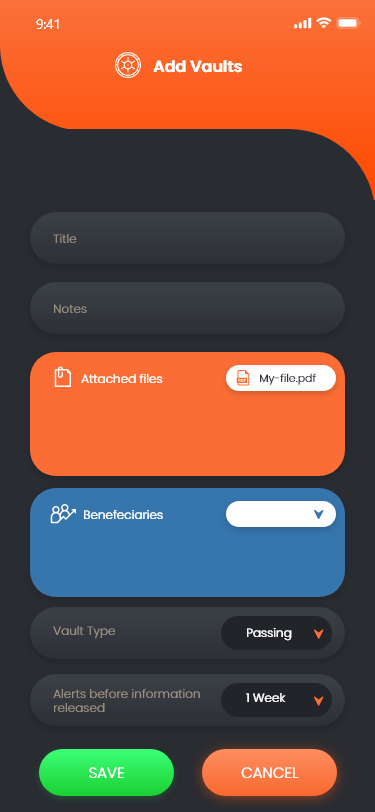 9:41
Add Vaults
Title
Notes
Attached files
My-file.pdf
Benefeciaries
Vault Type
Passing
Alerts before information
released
1 Week
SAVE
CANCEL